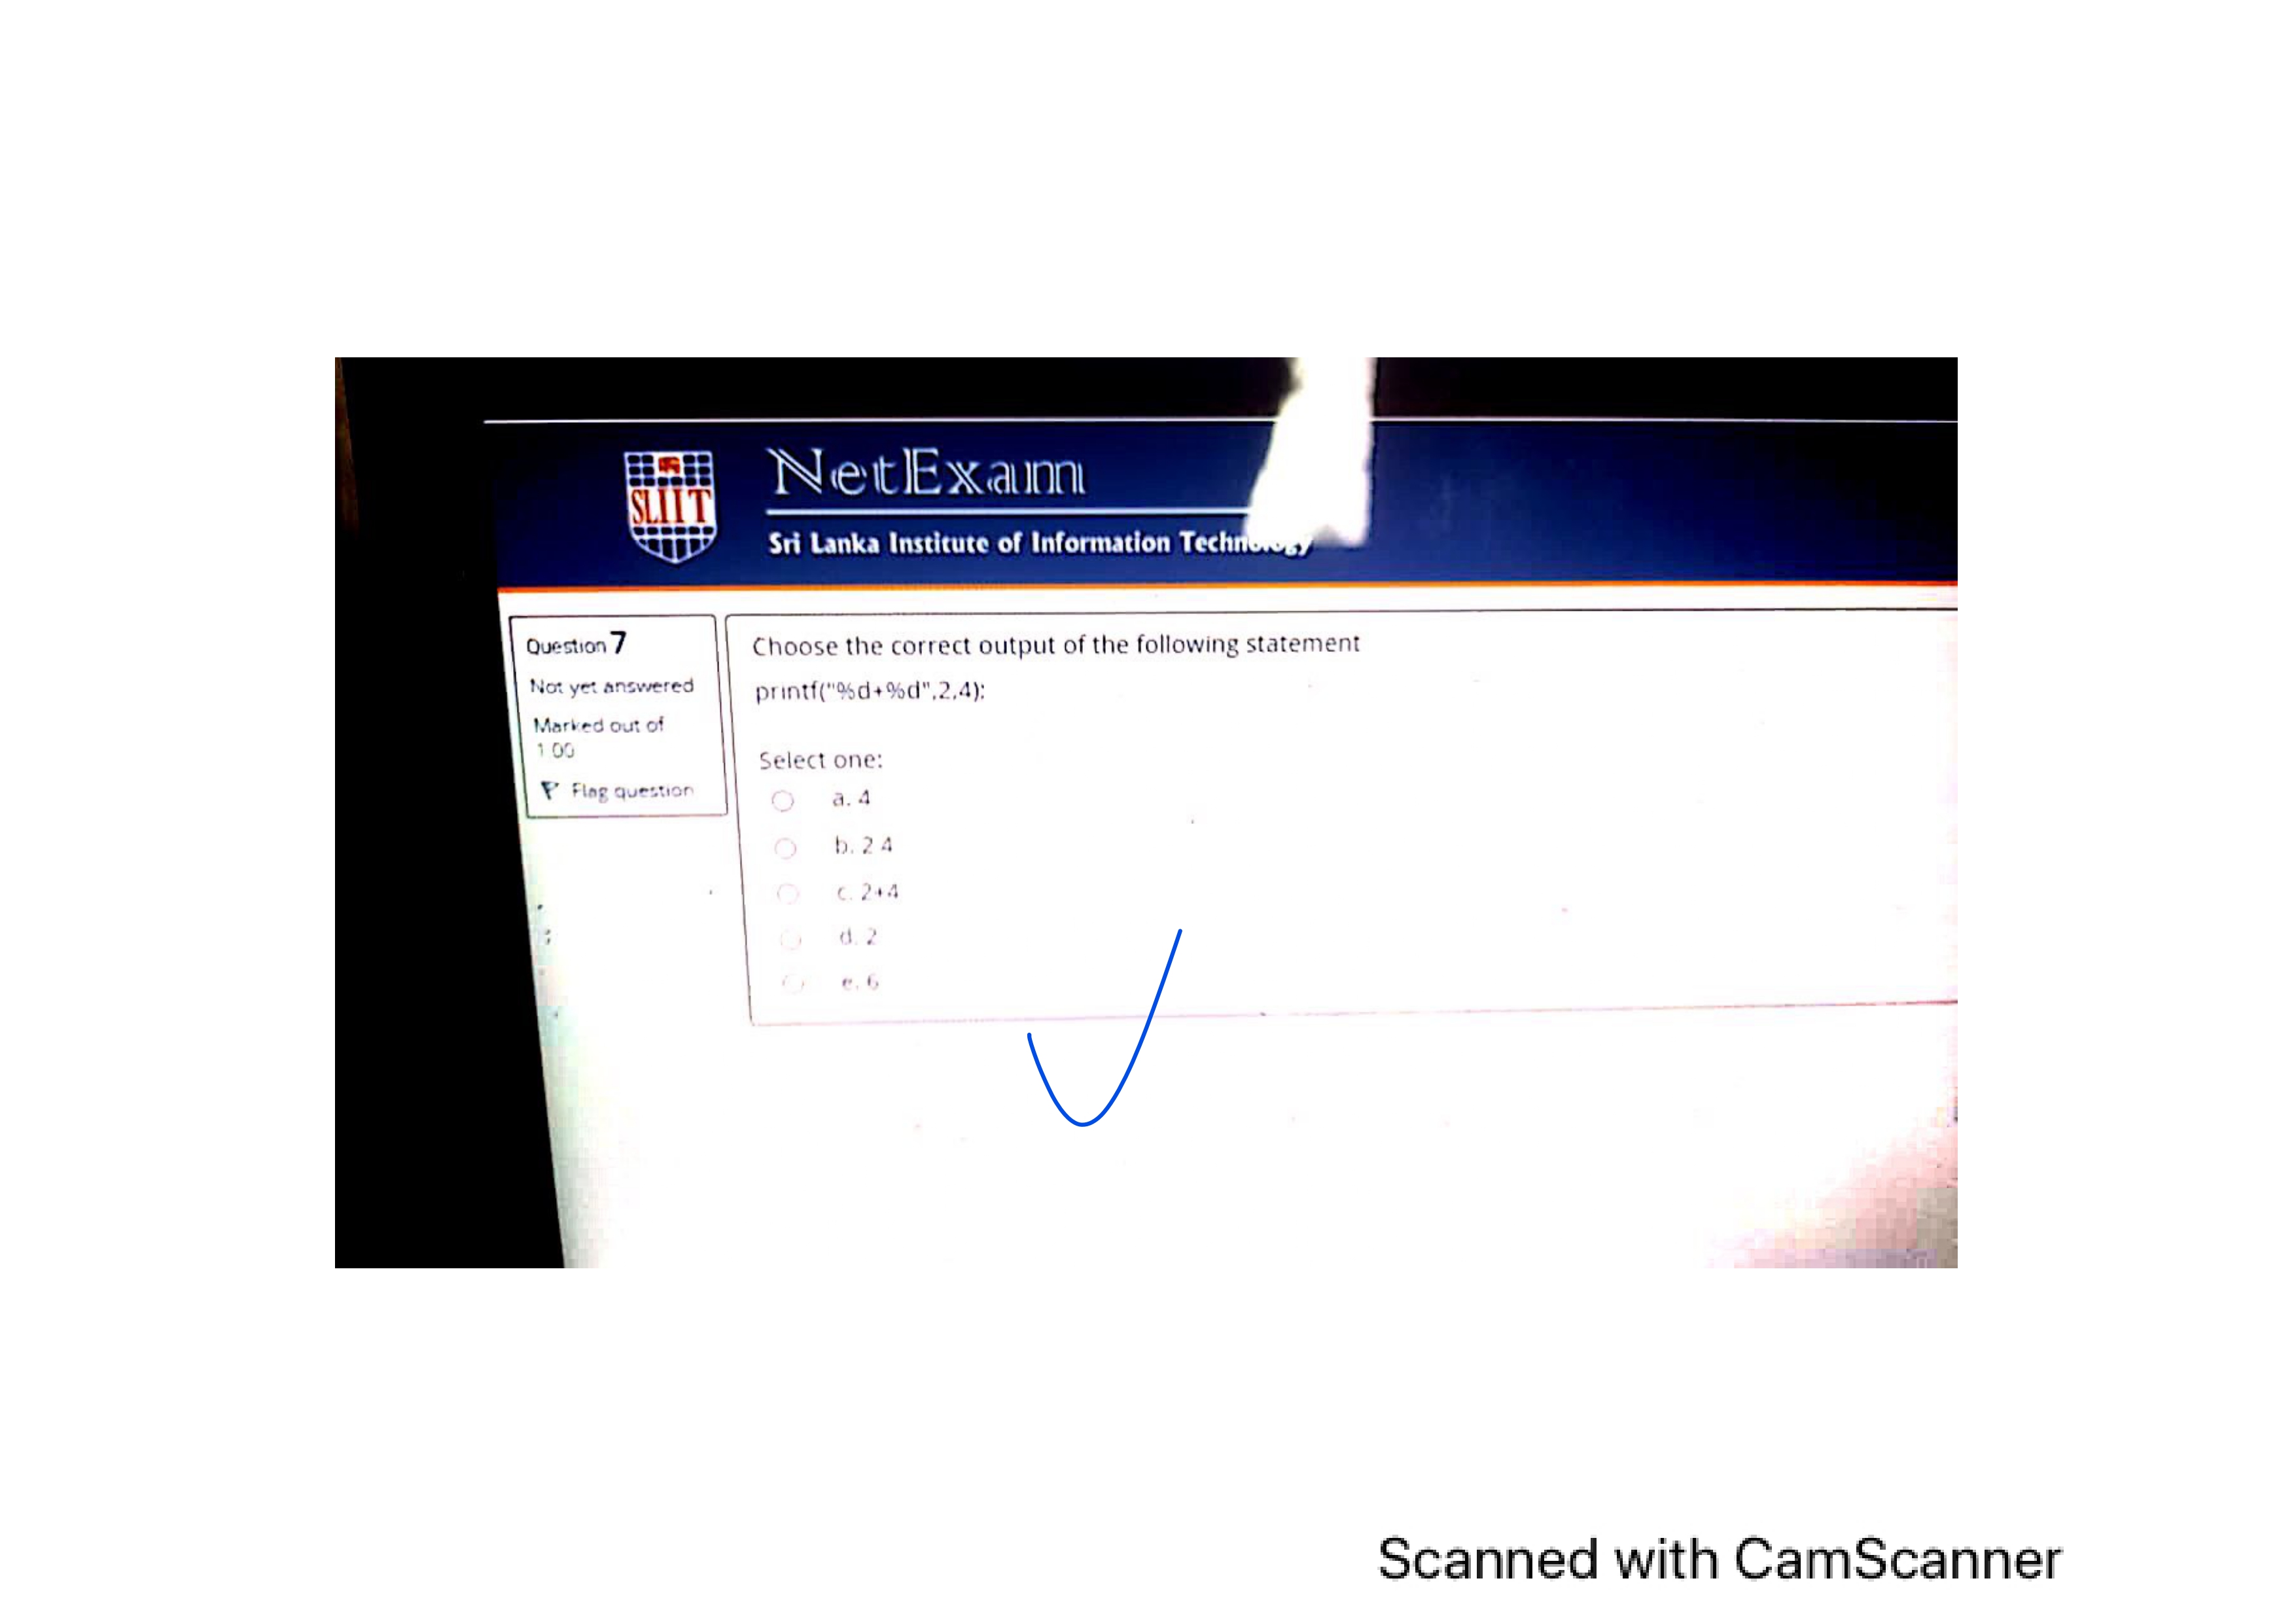 NetExam
SLIIT
Sri Lanka Institute of Information Technology
Question 7
Not yet answered
Marked out of
1.00
Flag question
Choose the correct output of the following statement
printf("%d+%d",2,4);
Select one:
a. 4
b. 2 4
c. 2+4
d. 2
e. 6
Scanned with CamScanner